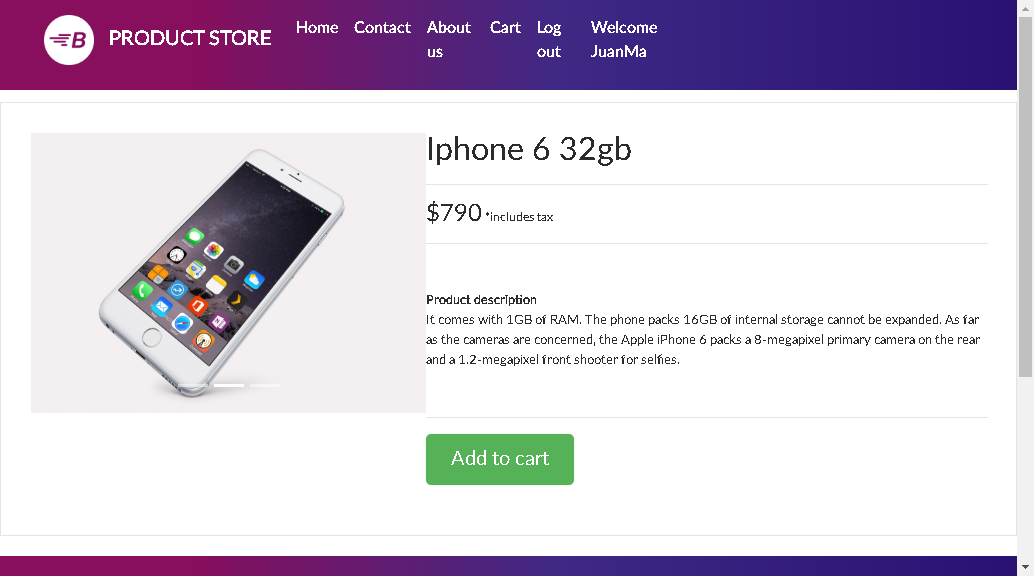 B PRODUCT STORE Home Contact About us Cart Log out Welcome JuanMa
Iphone 6 32gb
$790 *includes tax
Product description
It comes with 1GB of RAM. The phone packs 16GB of internal storage cannot be expanded. As far
as the cameras are concerned, the Apple iPhone 6 packs a 8-megapixel primary camera on the rear
and a 1.2-megapixel front shooter for selfies.
Add to cart